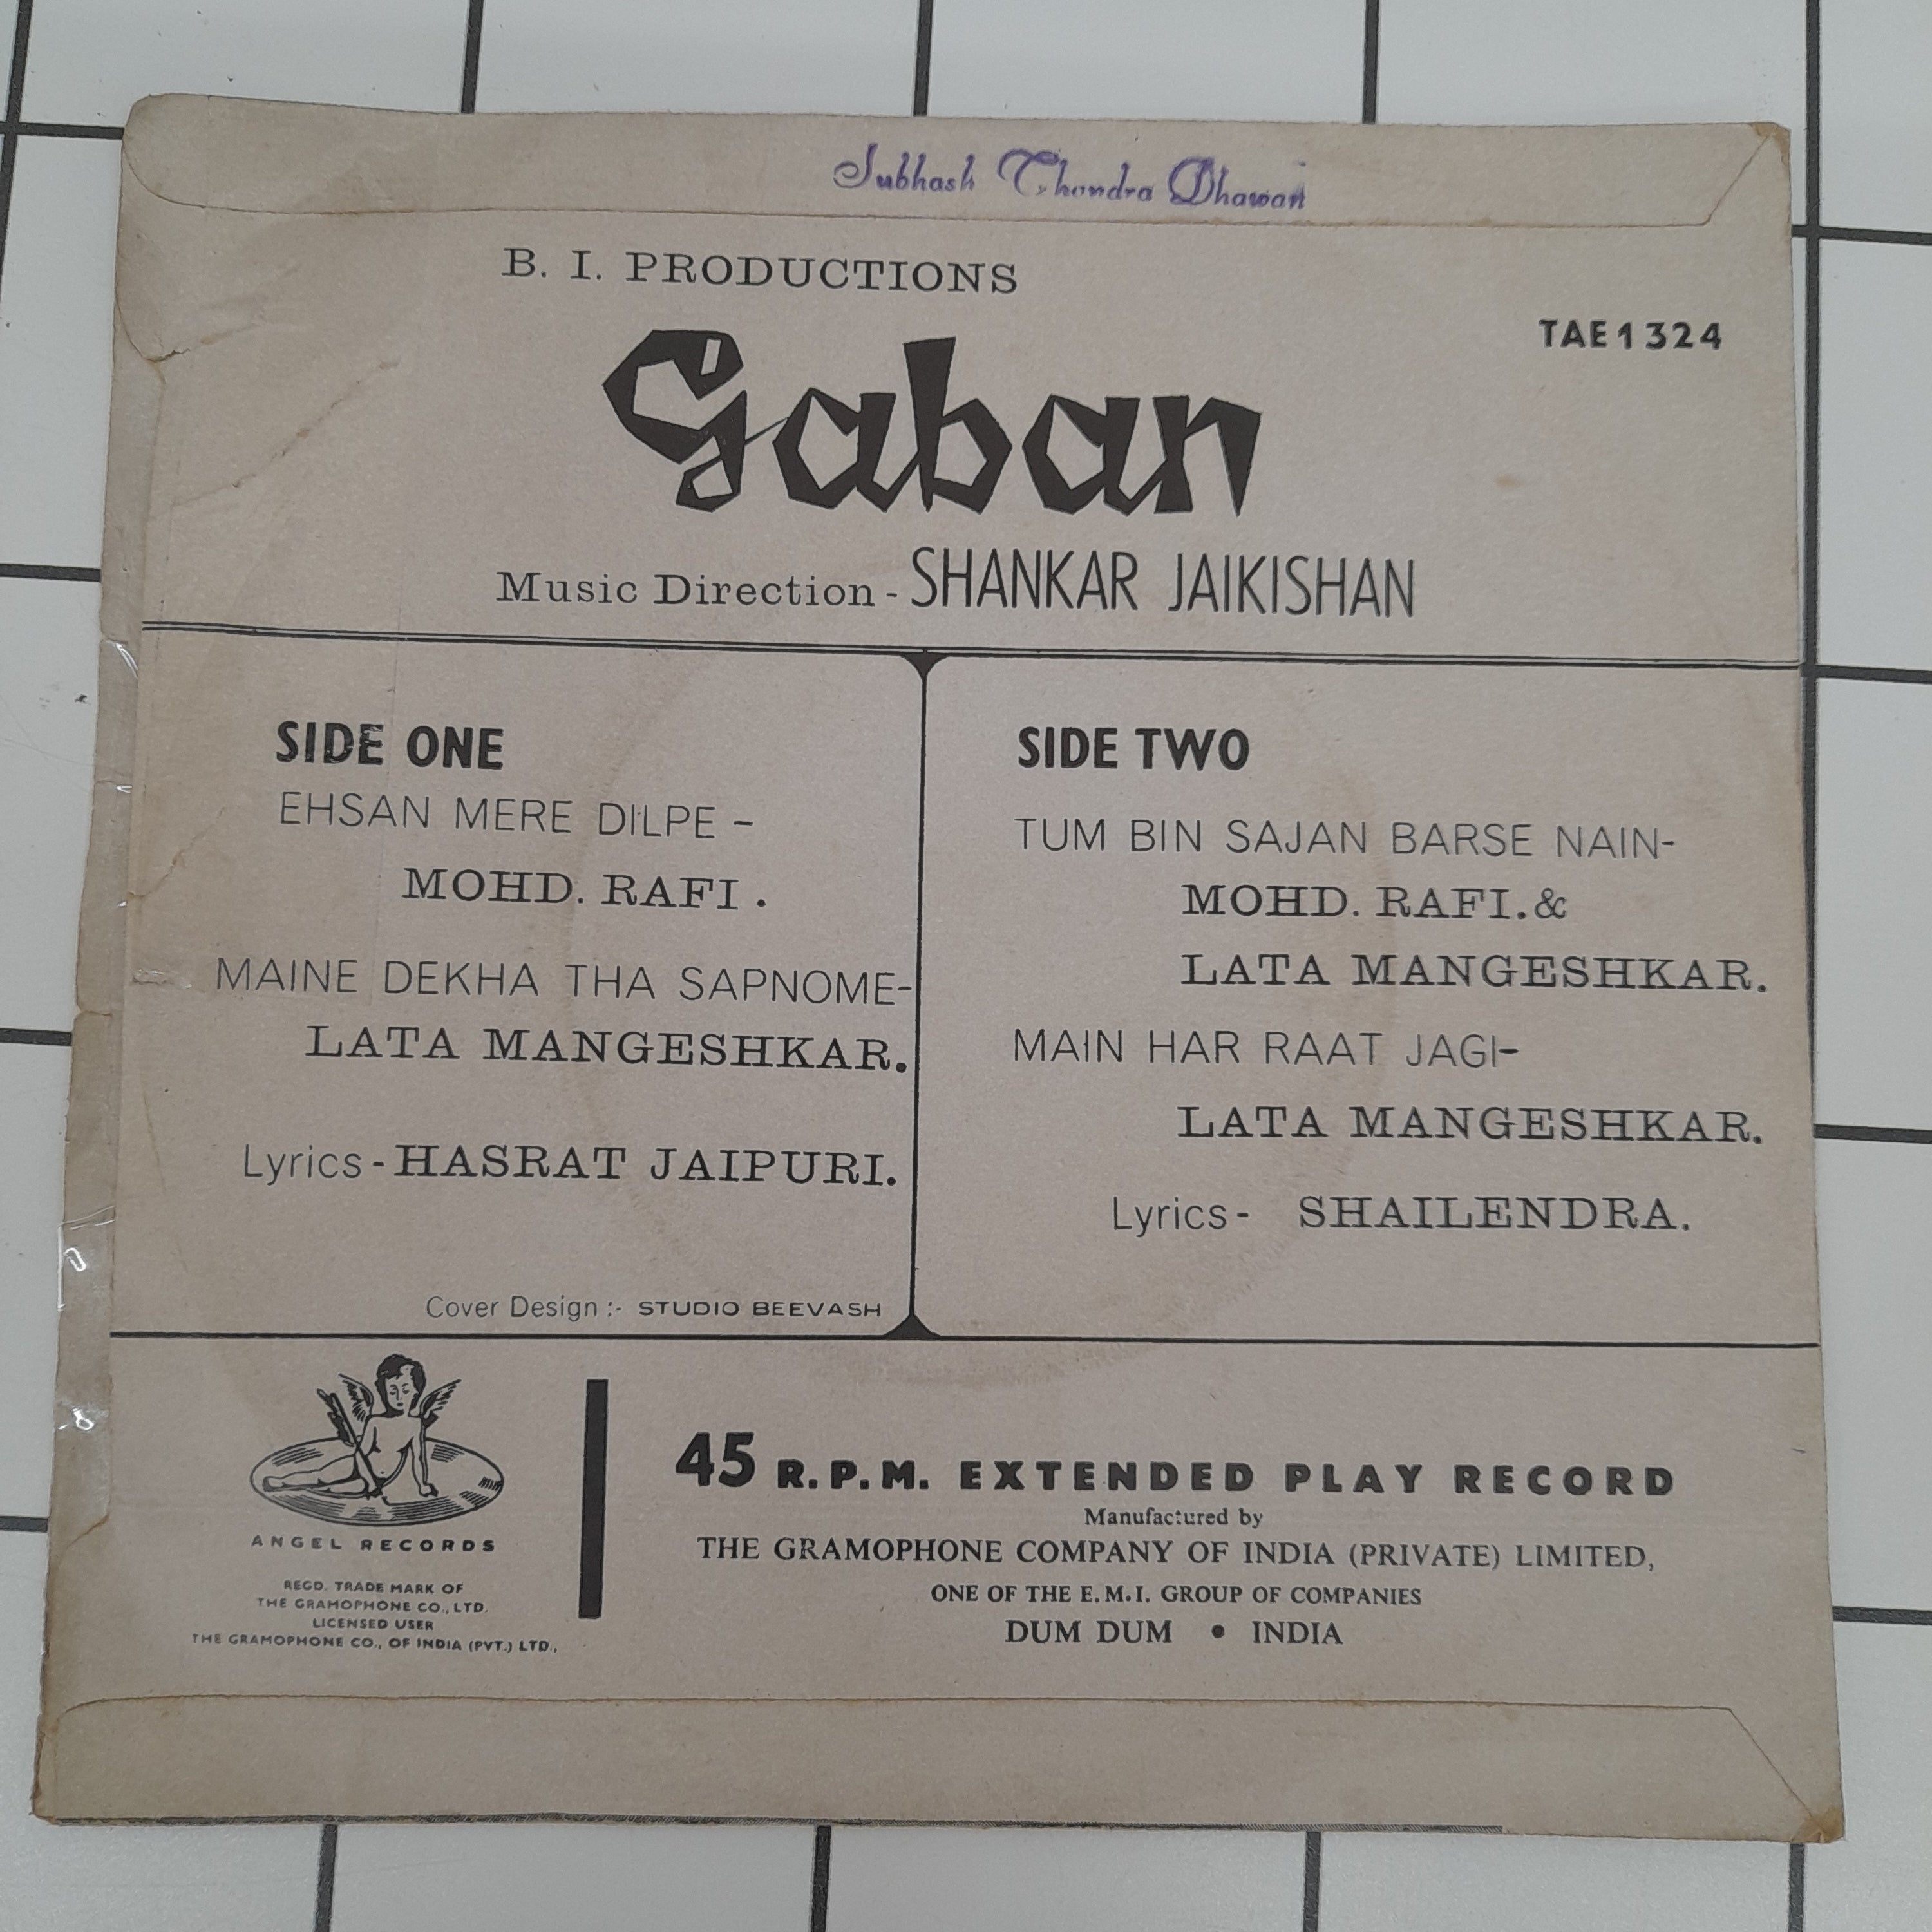 Subhash Chandra Dhawan
B. I. PRODUCTIONS
TAE 1324
Gaban
Music Direction - SHANKAR JAIKISHAN
SIDE ONE
EHSAN MERE DILPE -
MOHD. RAFI .
MAINE DEKHA THA SAPNOME-
LATA MANGESHKAR.
Lyrics - HASRAT JAIPURI.
Cover Design :- STUDIO BEEVASH
SIDE TWO
TUM BIN SAJAN BARSE NAIN-
MOHD. RAFI. &
LATA MANGESHKAR.
MAIN HAR RAAT JAGI-
LATA MANGESHKAR.
Lyrics - SHAILENDRA.
ANGEL RECORDS
REGD. TRADE MARK OF
THE GRAMOPHONE CO., LTD.
LICENSED USER
THE GRAMOPHONE CO., OF INDIA (PVT.) LTD.,
45 R.P.M. EXTENDED PLAY RECORD
Manufactured by
THE GRAMOPHONE COMPANY OF INDIA (PRIVATE) LIMITED,
ONE OF THE E.M.I. GROUP OF COMPANIES
DUM DUM • INDIA